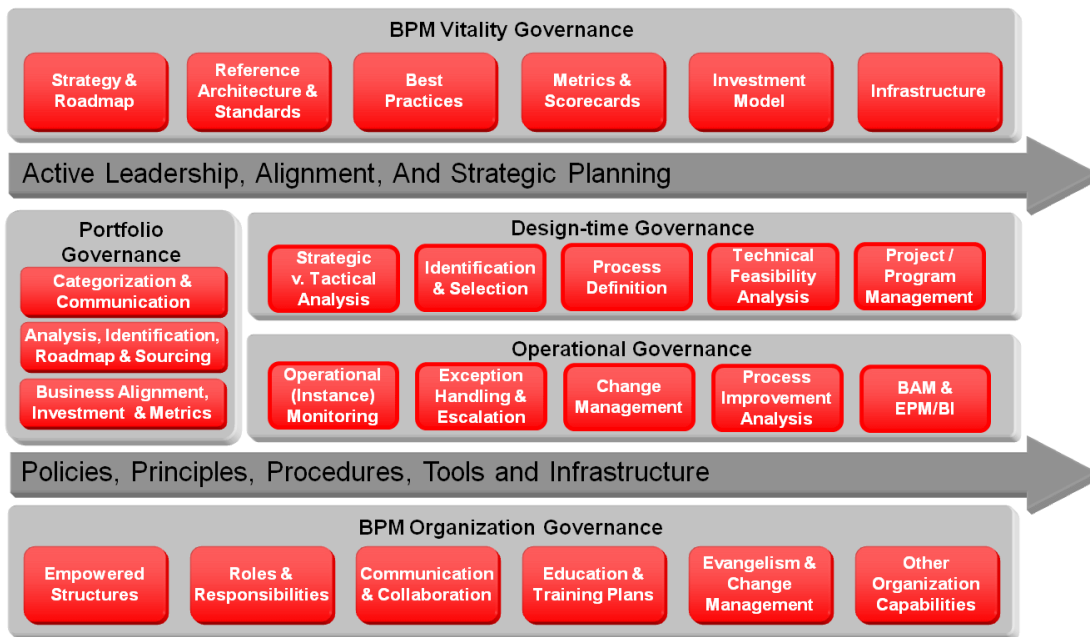 BPM Vitality Governance
Strategy &
Roadmap
Reference
Architecture &
Standards
Best
Practices
Metrics &
Scorecards
Investment
Model
Infrastructure
Active Leadership, Alignment, And Strategic Planning
Portfolio
Governance
Categorization &
Communication
Analysis, Identification,
Roadmap & Sourcing
Business Alignment,
Investment & Metrics
Design-time Governance
Strategic
v. Tactical
Analysis
Identification
& Selection
Process
Definition
Technical
Feasibility
Analysis
Project /
Program
Management
Operational Governance
Operational
(Instance)
Monitoring
Exception
Handling &
Escalation
Change
Management
Process
Improvement
Analysis
BAM &
EPM/BI
Policies, Principles, Procedures, Tools and Infrastructure
BPM Organization Governance
Empowered
Structures
Roles &
Responsibilities
Communication
& Collaboration
Education &
Training Plans
Evangelism &
Change
Management
Other
Organization
Capabilities